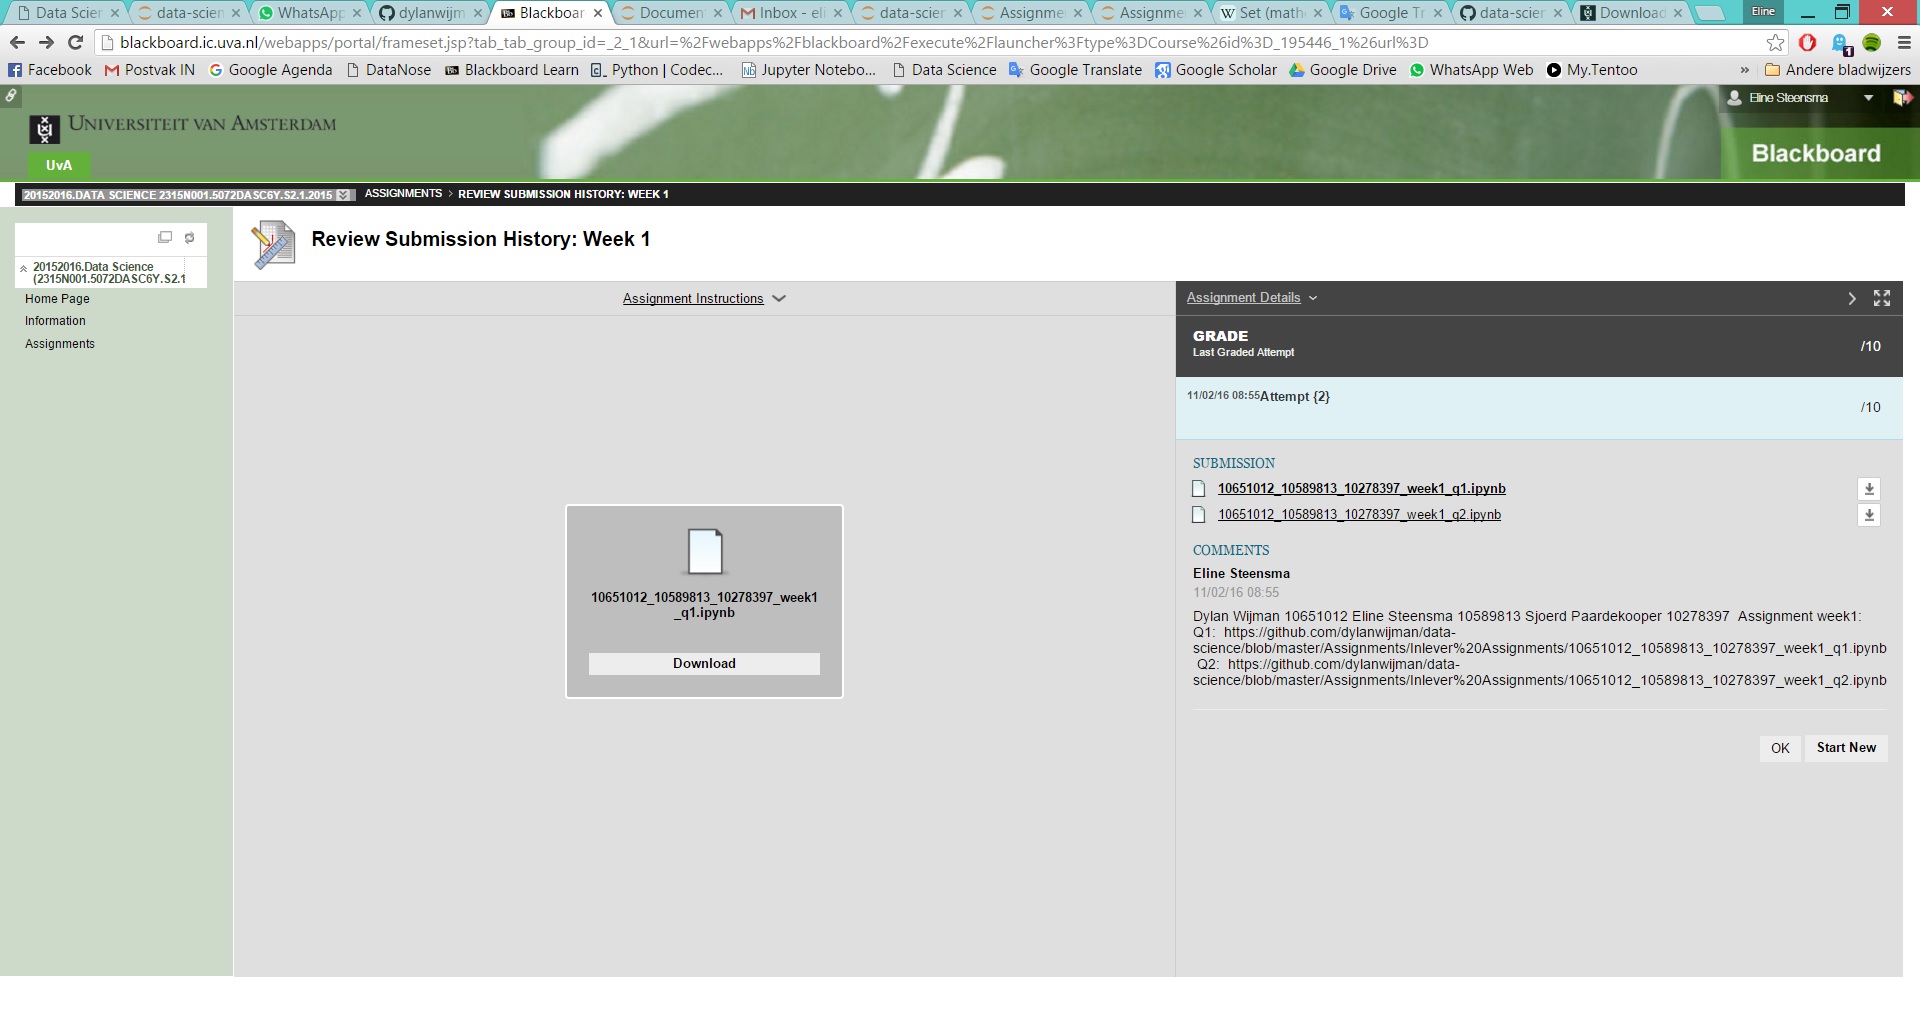 Data Scien
data-scien
WhatsApp
dylanwijm
Blackboar
Documen
Inbox - eli
data-scien
Assignme
Assignme
Set (math
Google Tr
data-scien
Download
Eline
blackboard.ic.uva.nl/webapps/portal/frameset.jsp?tab_tab_group_id=_2_1&url=%2Fwebapps%2Fblackboard%2Fexecute%2Flauncher%3Ftype%3DCourse%26id%3D_195446_1%26url%3D
1
Facebook
Postvak IN
Google Agenda
DataNose
Blackboard Learn
Python | Codec...
Jupyter Notebo...
Data Science
Google Translate
Google Scholar
Google Drive
WhatsApp Web
My.Tentoo
»
Andere bladwijzers
UNIVERSITEIT VAN AMSTERDAM
UvA
Eline Steensma
Blackboard
20152016.DATA SCIENCE 2315N001.5072DASC6Y.S2.1.2015
ASSIGNMENTS > REVIEW SUBMISSION HISTORY: WEEK 1
20152016.Data Science
(2315N001.5072DASC6Y.S2.1
Home Page
Information
Assignments
Review Submission History: Week 1
Assignment Instructions
10651012_10589813_10278397_week1
_q1.ipynb
Download
Assignment Details
GRADE
Last Graded Attempt
/10
11/02/16 08:55 Attempt {2}
/10
SUBMISSION
10651012_10589813_10278397_week1_q1.ipynb
10651012_10589813_10278397_week1_q2.ipynb
COMMENTS
Eline Steensma
11/02/16 08:55
Dylan Wijman 10651012 Eline Steensma 10589813 Sjoerd Paardekooper 10278397 Assignment week1:
Q1: https://github.com/dylanwijman/data-
science/blob/master/Assignments/Inlever%20Assignments/10651012_10589813_10278397_week1_q1.ipynb
Q2: https://github.com/dylanwijman/data-
science/blob/master/Assignments/Inlever%20Assignments/10651012_10589813_10278397_week1_q2.ipynb
OK
Start New